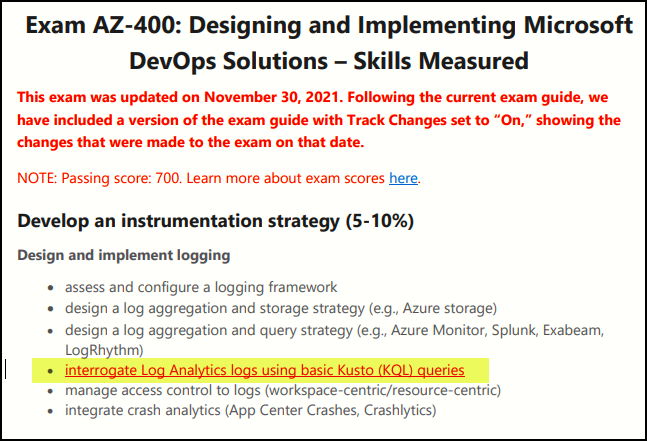 Exam AZ-400: Designing and Implementing Microsoft
DevOps Solutions – Skills Measured
This exam was updated on November 30, 2021. Following the current exam guide, we
have included a version of the exam guide with Track Changes set to “On,” showing the
changes that were made to the exam on that date.
NOTE: Passing score: 700. Learn more about exam scores here.
Develop an instrumentation strategy (5-10%)
Design and implement logging
• assess and configure a logging framework
• design a log aggregation and storage strategy (e.g., Azure storage)
• design a log aggregation and query strategy (e.g., Azure Monitor, Splunk, Exabeam,
LogRhythm)
• interrogate Log Analytics logs using basic Kusto (KQL) queries
• manage access control to logs (workspace-centric/resource-centric)
• integrate crash analytics (App Center Crashes, Crashlytics)